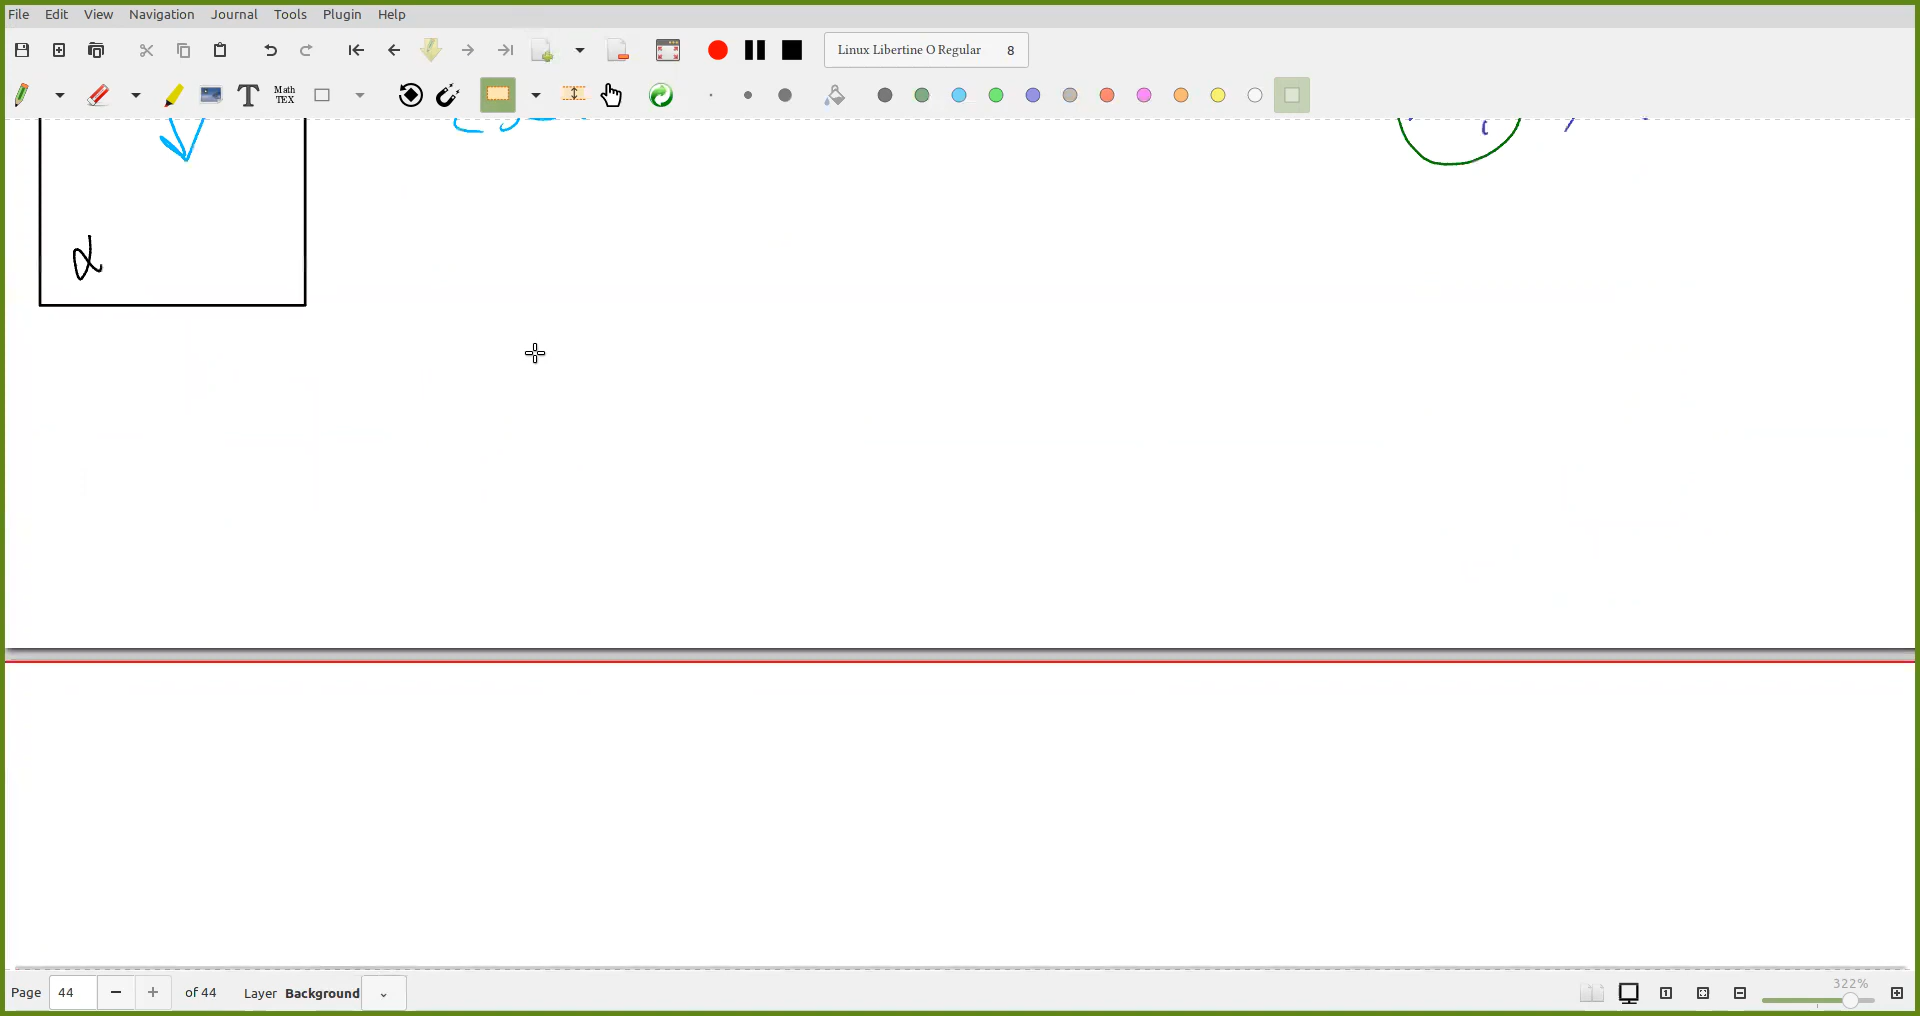 File Edit View Navigation Journal Tools Plugin Help
Linux Libertine O Regular 8
T Math TEX
α
Page 44 of 44 Layer Background 322%